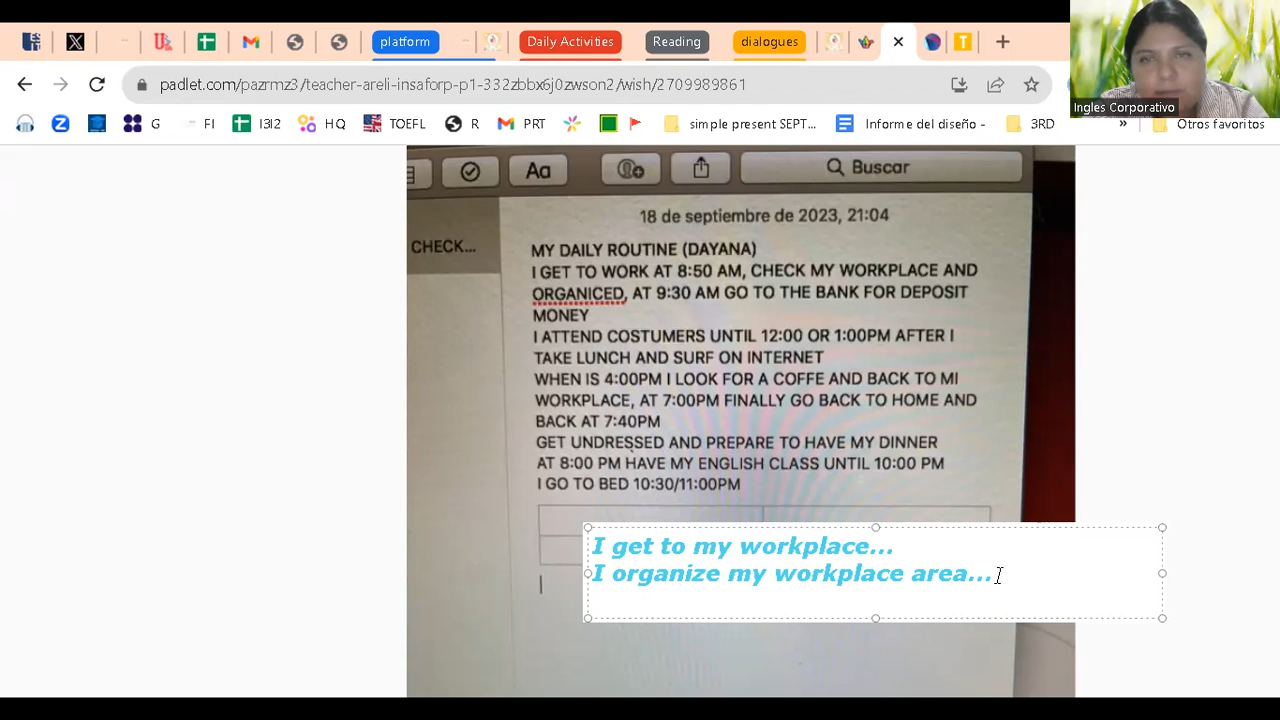 platform
Daily Activities
Reading
dialogues
padlet.com/pazrmz3/teacher-areli-insaforp-p1-332zbbx6j0zwson2/wish/2709989861
Ingles Corporativo
G
FI
I3I2
HQ
TOEFL
R
PRT
simple present SEPT...
Informe del diseño -
3RD
»
Otros favoritos
Aa
Buscar
18 de septiembre de 2023, 21:04
CHECK...
MY DAILY ROUTINE (DAYANA)
I GET TO WORK AT 8:50 AM, CHECK MY WORKPLACE AND
ORGANICED, AT 9:30 AM GO TO THE BANK FOR DEPOSIT
MONEY
I ATTEND COSTUMERS UNTIL 12:00 OR 1:00PM AFTER I
TAKE LUNCH AND SURF ON INTERNET
WHEN IS 4:00PM I LOOK FOR A COFFE AND BACK TO MI
WORKPLACE, AT 7:00PM FINALLY GO BACK TO HOME AND
BACK AT 7:40PM
GET UNDRESSED AND PREPARE TO HAVE MY DINNER
AT 8:00 PM HAVE MY ENGLISH CLASS UNTIL 10:00 PM
I GO TO BED 10:30/11:00PM
I get to my workplace...
I organize my workplace area...